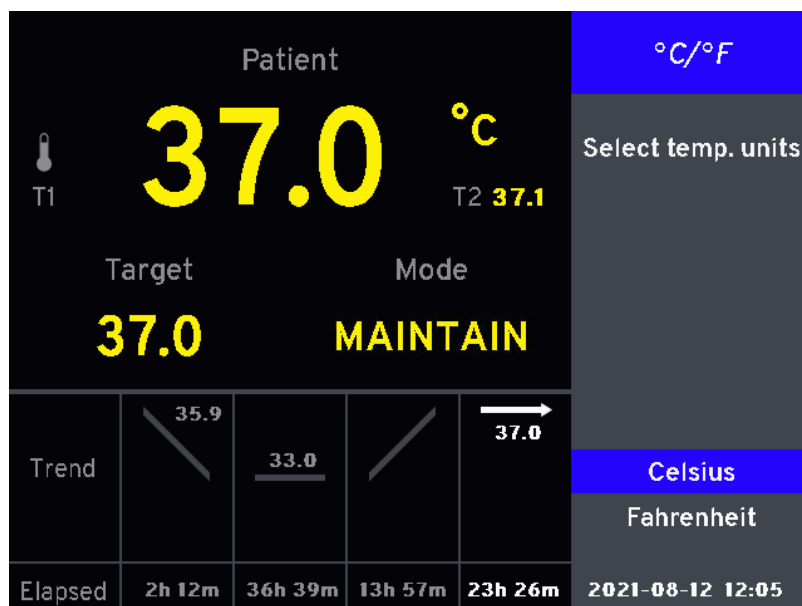 Patient
°C/°F
37.0 °C
Select temp. units
T1
T2 37.1
Target
Mode
37.0
MAINTAIN
35.9
37.0
Trend
33.0
Celsius
Fahrenheit
Elapsed 2h 12m 36h 39m 13h 57m 23h 26m
2021-08-12 12:05